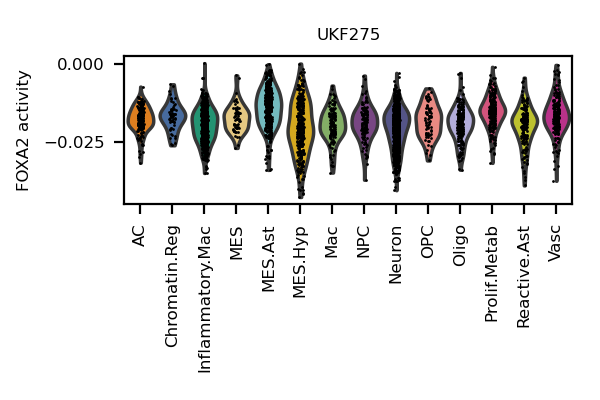 UKF275
FOXA2 activity
0.000
−0.025
AC
Chromatin.Reg
Inflammatory.Mac
MES
MES.Ast
MES.Hyp
Mac
NPC
Neuron
OPC
Oligo
Prolif.Metab
Reactive.Ast
Vasc